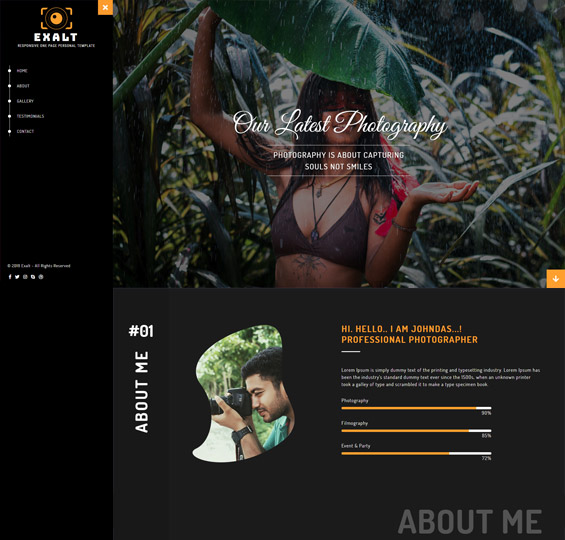 EXALT
RESPONSIVE ONE PAGE PERSONAL TEMPLATE
HOME
ABOUT
GALLERY
TESTIMONIALS
CONTACT
© 2018 Exalt - All Rights Reserved
Our Latest Photography
PHOTOGRAPHY IS ABOUT CAPTURING
SOULS NOT SMILES
#01
ABOUT ME
HI. HELLO.. I AM JOHNDAS...!
PROFESSIONAL PHOTOGRAPHER
Lorem Ipsum is simply dummy text of the printing and typesetting industry. Lorem Ipsum has
been the industry's standard dummy text ever since the 1500s, when an unknown printer
took a galley of type and scrambled it to make a type specimen book.
Photography
90%
Filmography
85%
Event & Party
72%
ABOUT ME